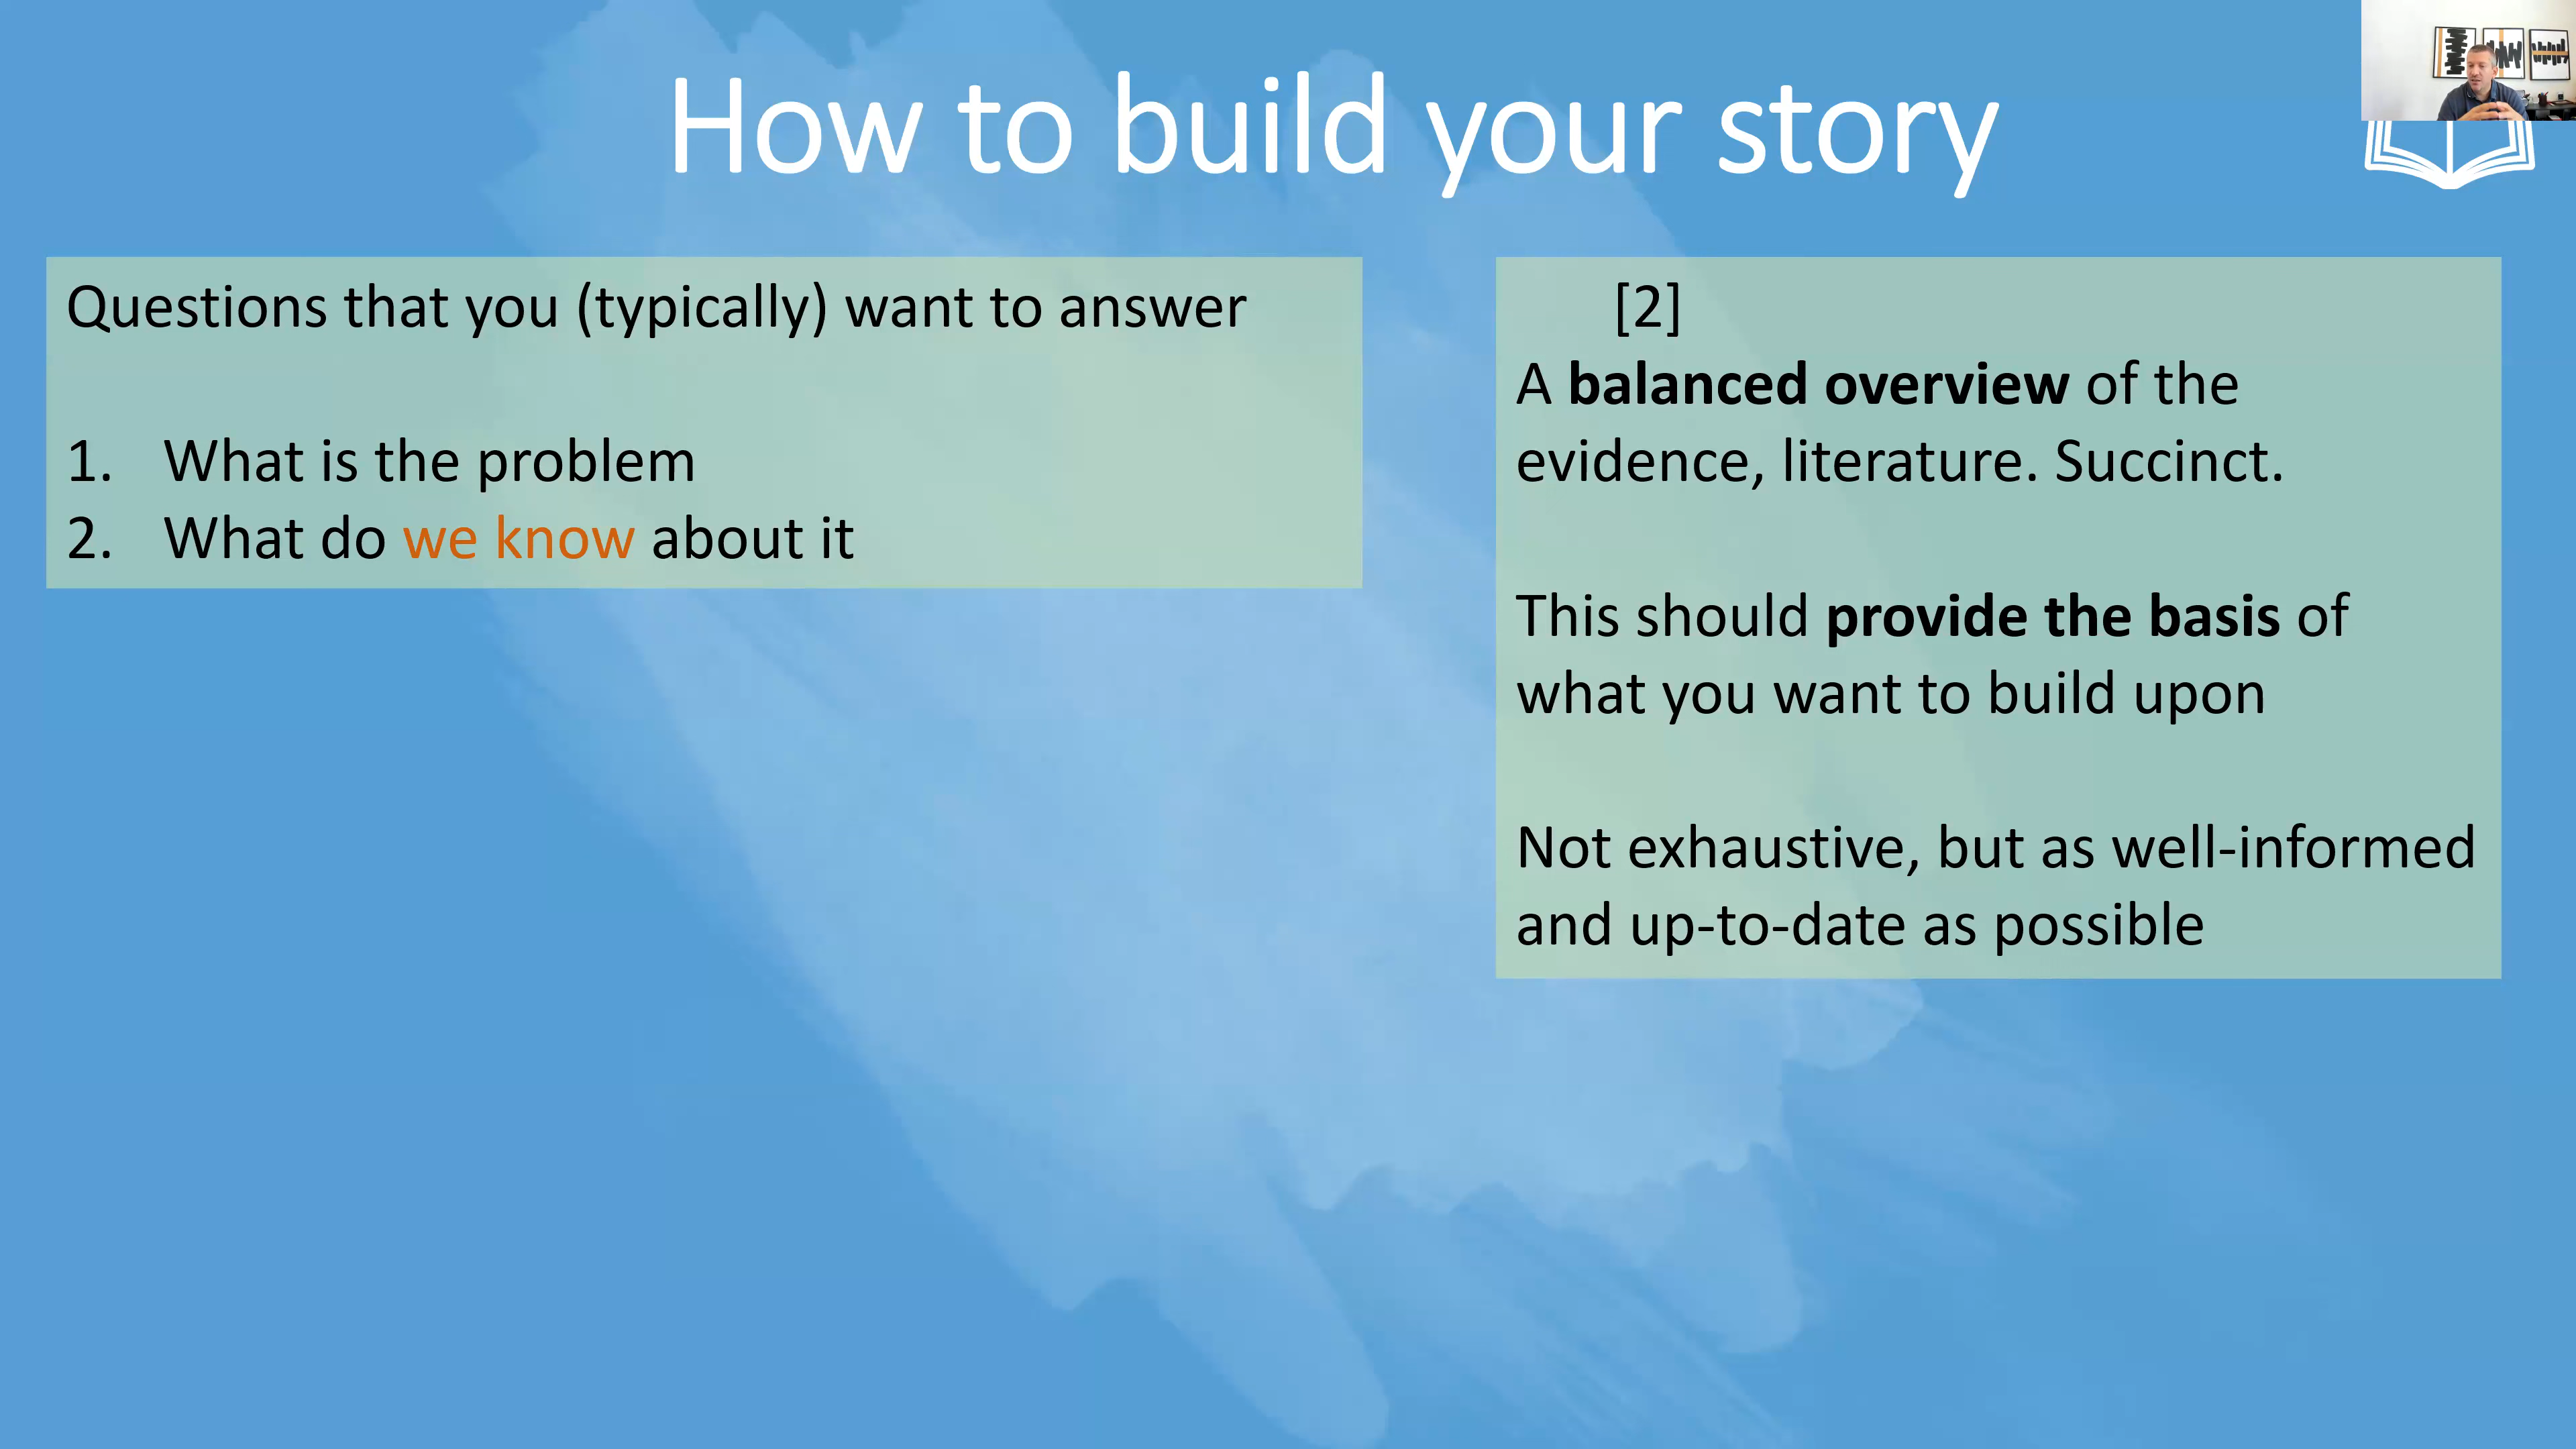 How to build your story
Questions that you (typically) want to answer
1. What is the problem
2. What do we know about it
[2]
A balanced overview of the
evidence, literature. Succinct.
This should provide the basis of
what you want to build upon
Not exhaustive, but as well-informed
and up-to-date as possible